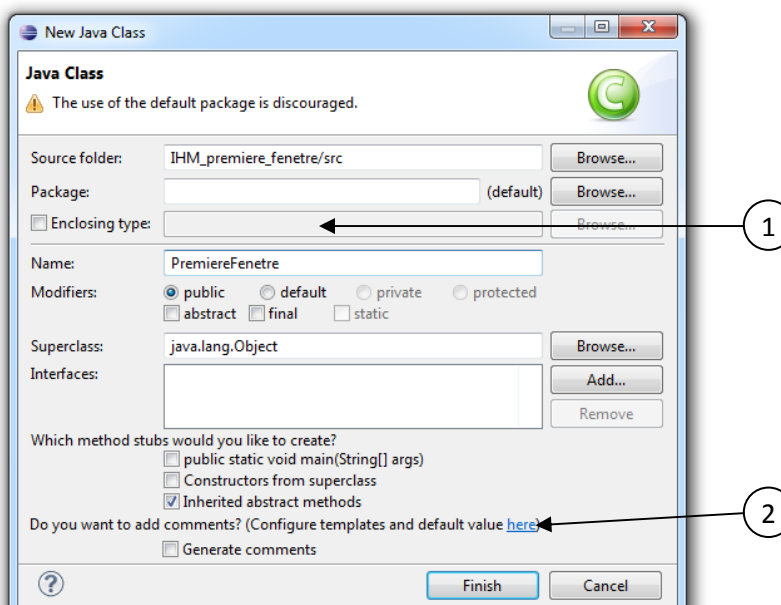 New Java Class
Java Class
The use of the default package is discouraged.
Source folder: IHM_premiere_fenetre/src Browse...
Package: (default) Browse...
Enclosing type: Browse...
1
Name: PremiereFenetre
Modifiers: public default private protected
abstract final static
Superclass: java.lang.Object Browse...
Interfaces: Add...
Remove
Which method stubs would you like to create?
public static void main(String[] args)
Constructors from superclass
Inherited abstract methods
Do you want to add comments? (Configure templates and default value here)
2
Generate comments
? Finish Cancel